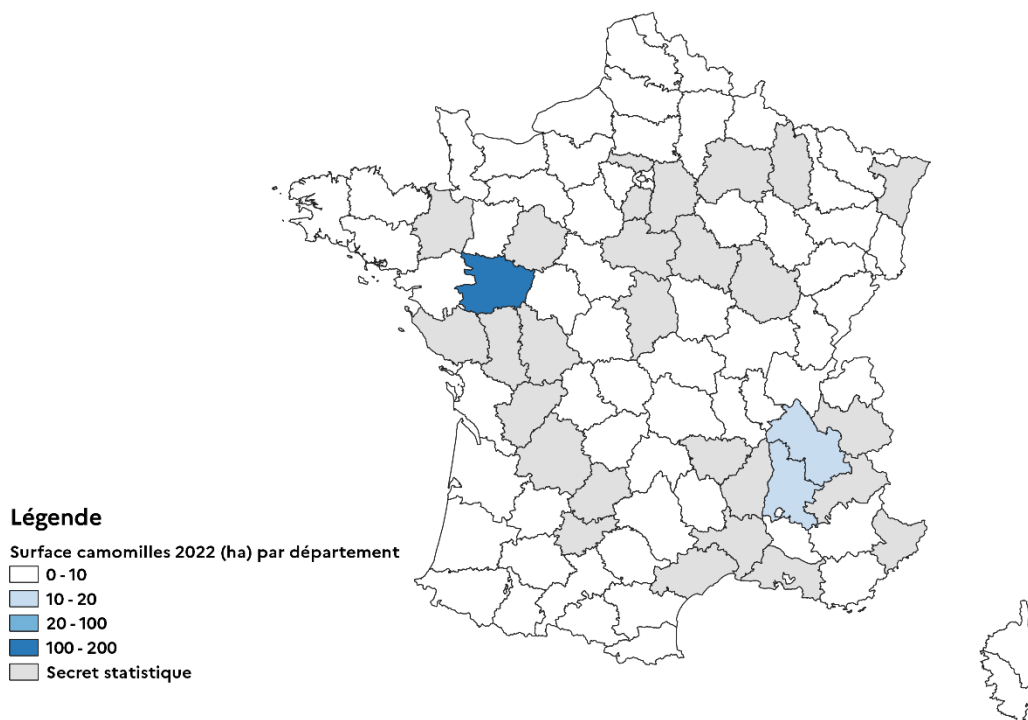 Légende
Surface camomilles 2022 (ha) par département
0 - 10
10 - 20
20 - 100
100 - 200
Secret statistique